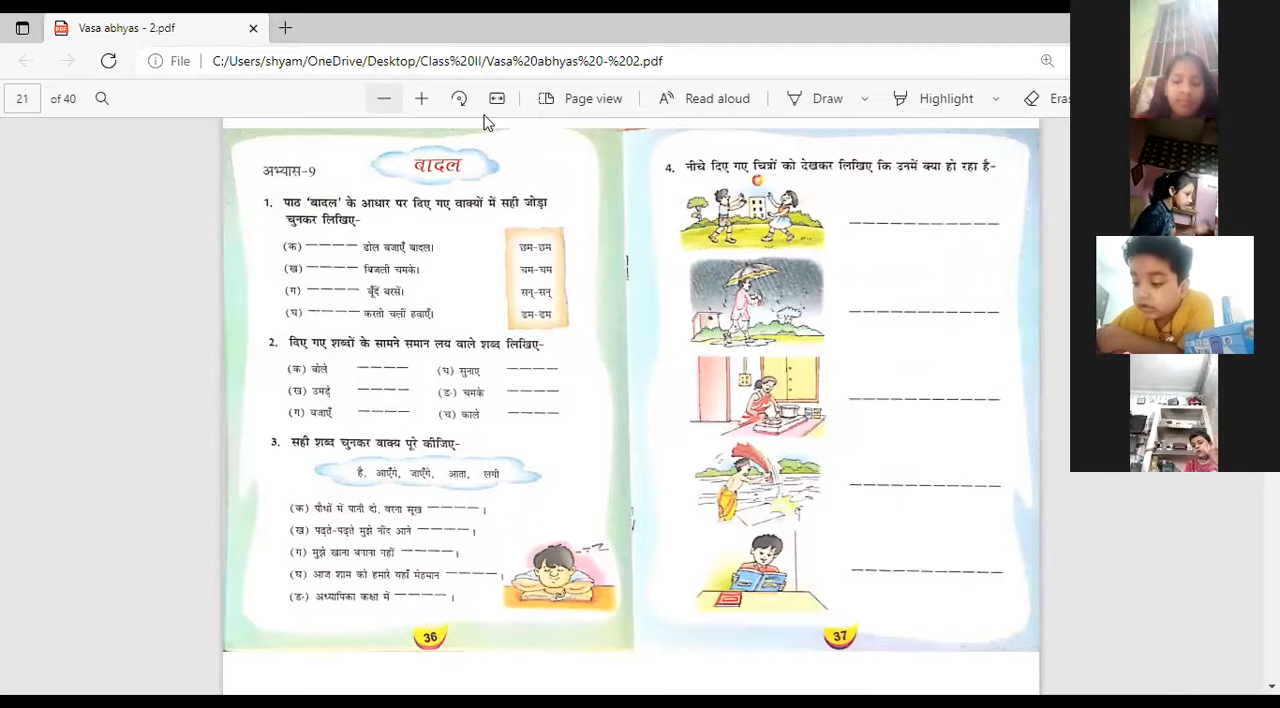 Vasa abhyas - 2.pdf
File
C:/Users/shyam/OneDrive/Desktop/Class%20II/Vasa%20abhyas%20-%202.pdf
21 of 40
Page view
Read aloud
Draw
Highlight
Eras
अभ्यास-9
बादल
1. पाठ 'बादल' के आधार पर दिए गए वाक्यों में सही जोड़ा
चुनकर लिखिए-
(क) ———— ढोल बजाएँ बादल।
छम-छम
(ख) ———— बिजली चमके।
चम-चम
(ग) ———— बूँदें बरसें।
सन्-सन्
(घ) ———— करती चलीं हवाएँ।
ढम-ढम
2. दिए गए शब्दों के सामने समान लय वाले शब्द लिखिए-
(क) बोले ———— (घ) सुनाए ————
(ख) उमड़े ———— (ङ) चमके ————
(ग) बजाएँ ———— (च) काले ————
3. सही शब्द चुनकर वाक्य पूरे कीजिए-
है, आएँगे, जाएँगे, आता, लगी
(क) पौधों में पानी दो, वरना सूख ————।
(ख) पढ़ते-पढ़ते मुझे नींद आने ————।
(ग) मुझे खाना बनाना नहीं ————।
(घ) आज शाम को हमारे यहाँ मेहमान ————।
(ङ) अध्यापिका कक्षा में ————।
36
4. नीचे दिए गए चित्रों को देखकर लिखिए कि उनमें क्या हो रहा है-
37